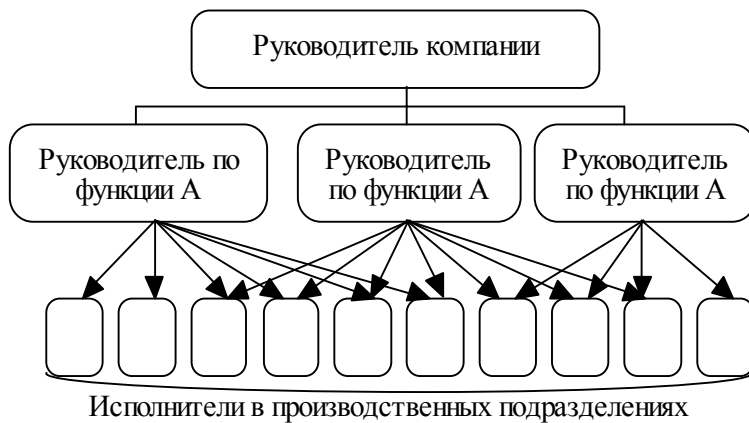 Руководитель компании
Руководитель по
функции А
Руководитель
по функции А
Руководитель
по функции А
Исполнители в производственных подразделениях